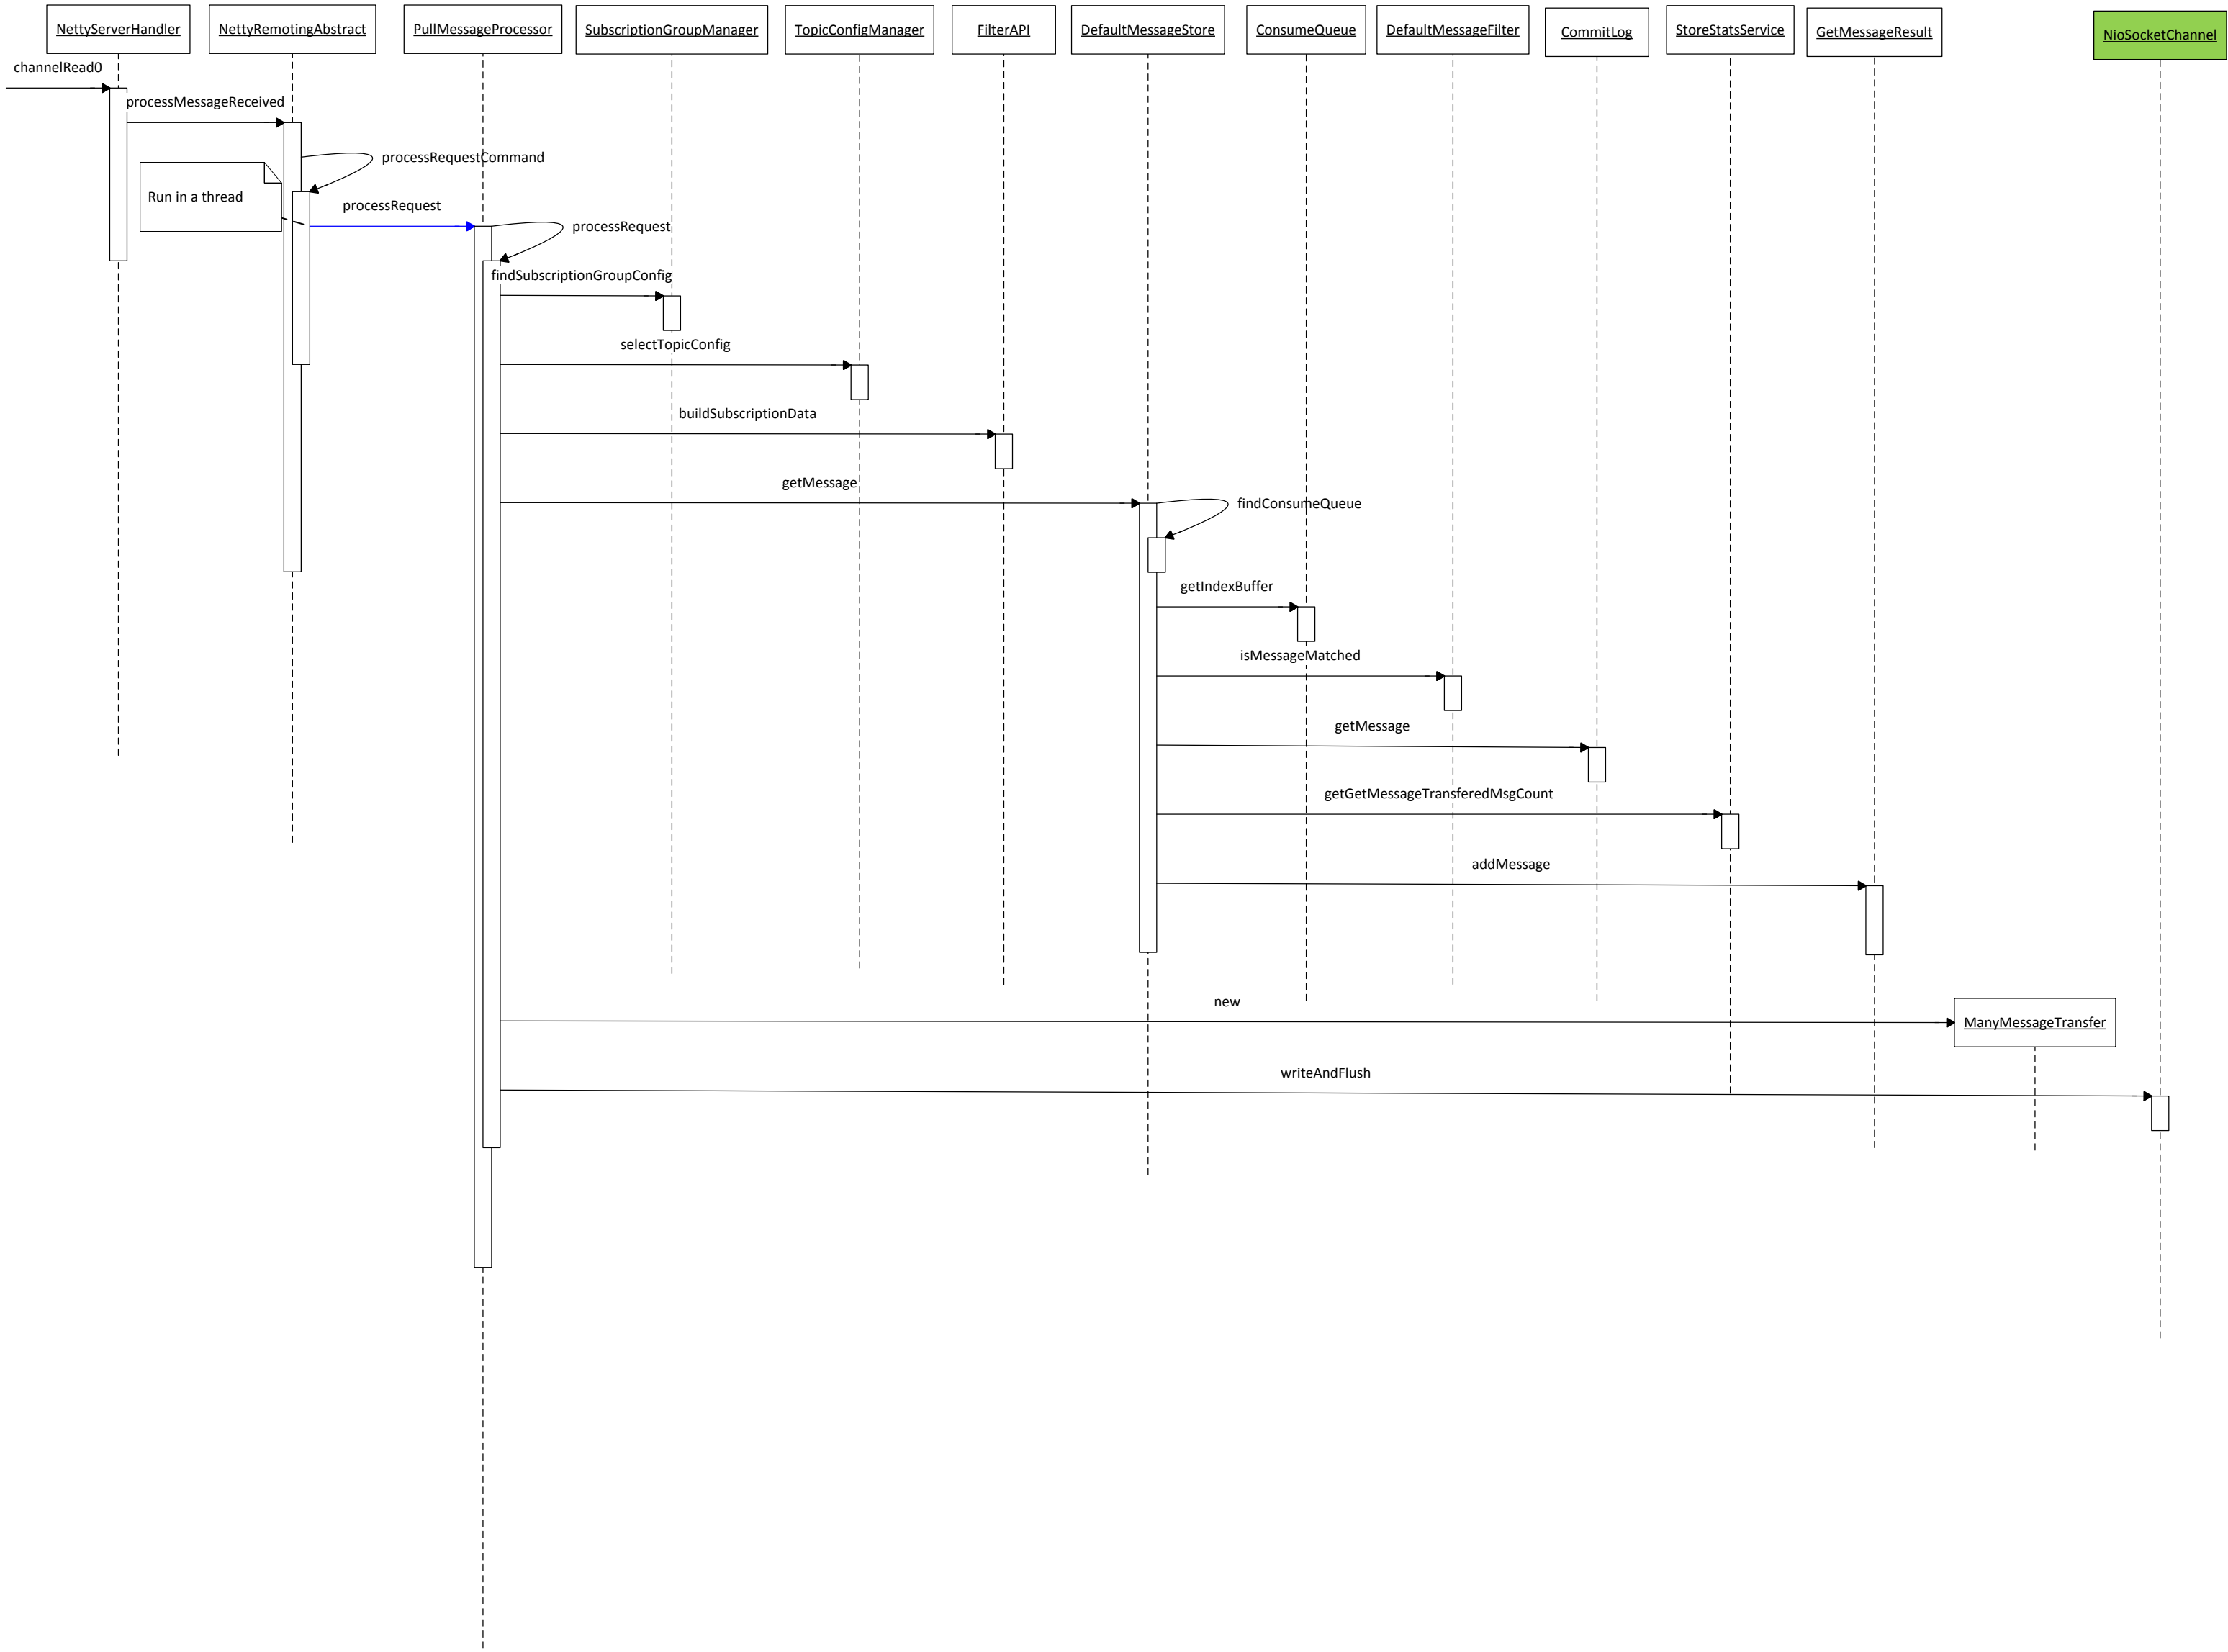 NettyServerHandler
NettyRemotingAbstract
PullMessageProcessor
SubscriptionGroupManager
TopicConfigManager
FilterAPI
DefaultMessageStore
ConsumeQueue
DefaultMessageFilter
CommitLog
StoreStatsService
GetMessageResult
NioSocketChannel
channelRead0
processMessageReceived
processRequestCommand
Run in a thread
processRequest
processRequest
findSubscriptionGroupConfig
selectTopicConfig
buildSubscriptionData
getMessage
findConsumeQueue
getIndexBuffer
isMessageMatched
getMessage
getGetMessageTransferedMsgCount
addMessage
new
ManyMessageTransfer
writeAndFlush